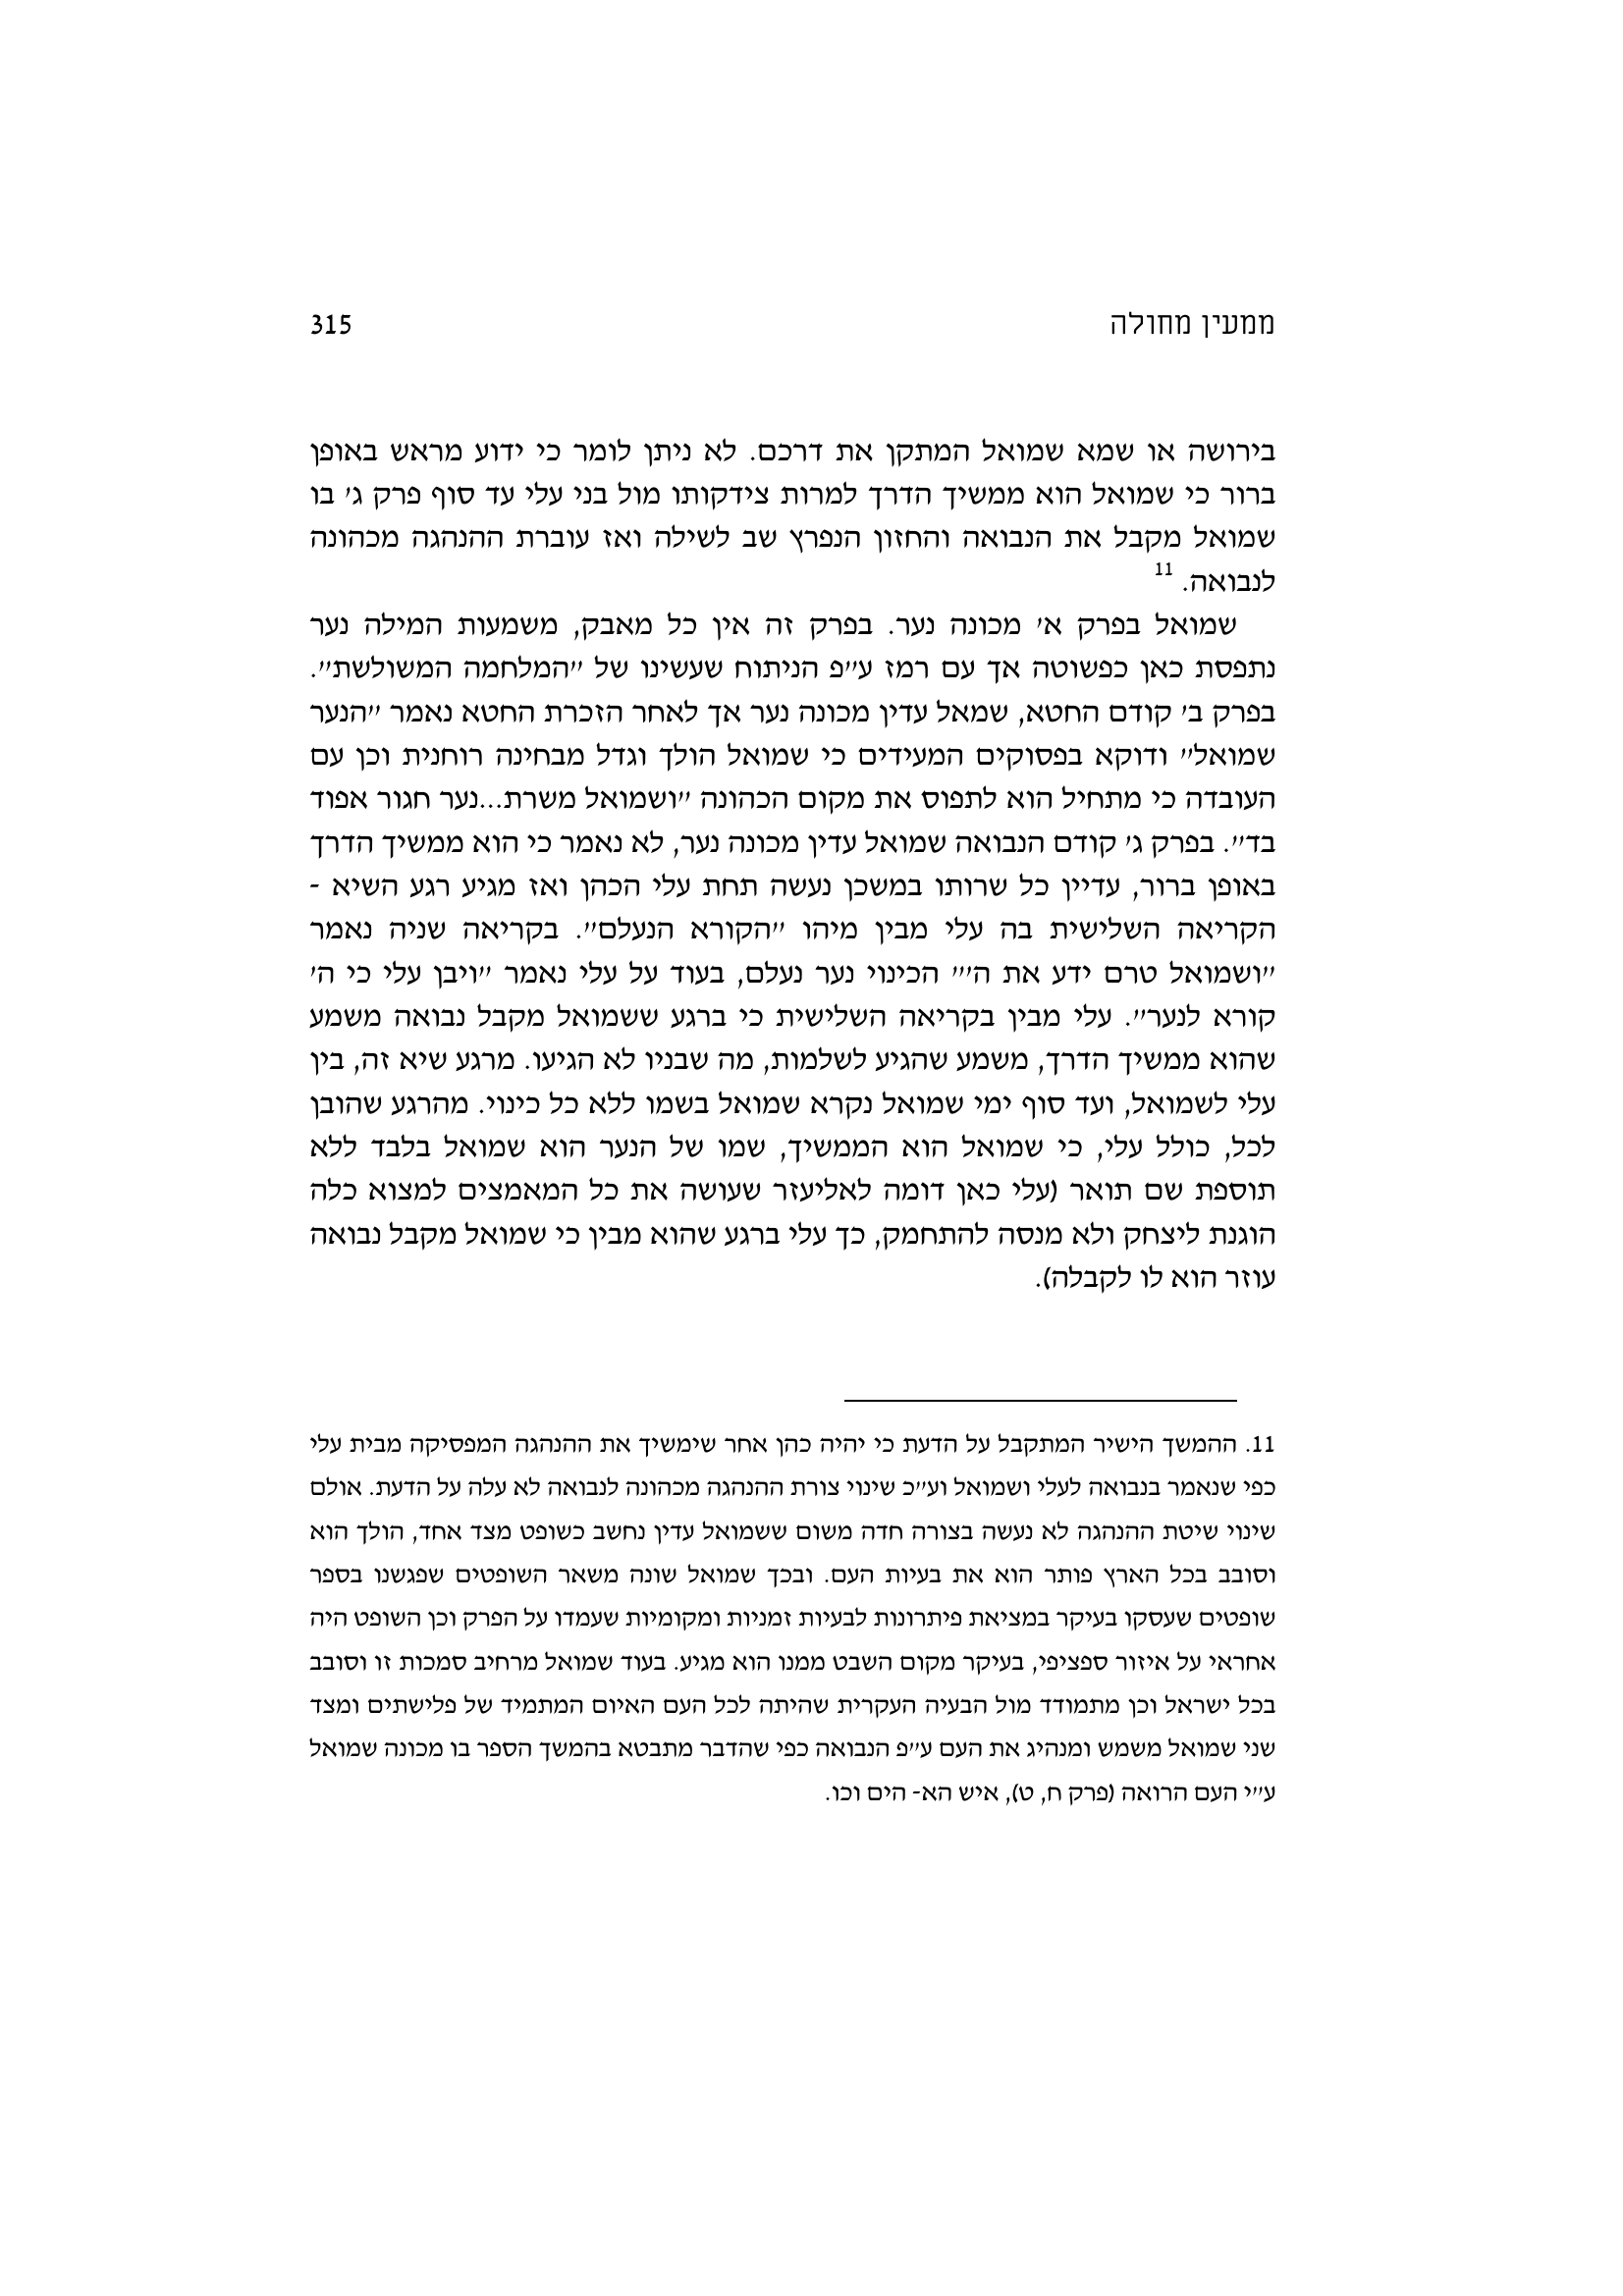 ממעין מחולה 315
בירושה או שמא שמואל המתקן את דרכם. לא ניתן לומר כי ידוע מראש באופן
ברור כי שמואל הוא ממשיך הדרך למרות צידקותו מול בני עלי עד סוף פרק ג׳ בו
שמואל מקבל את הנבואה והחזון הנפרץ שב לשילה ואז עוברת ההנהגה מכהונה
לנבואה. 11
שמואל בפרק א׳ מכונה נער. בפרק זה אין כל מאבק, משמעות המילה נער
נתפסת כאן כפשוטה אך עם רמז ע״פ הניתוח שעשינו של ״המלחמה המשולשת״.
בפרק ב׳ קודם החטא, שמאל עדין מכונה נער אך לאחר הזכרת החטא נאמר ״הנער
שמואל״ ודוקא בפסוקים המעידים כי שמואל הולך וגדל מבחינה רוחנית וכן עם
העובדה כי מתחיל הוא לתפוס את מקום הכהונה ״ושמואל משרת...נער חגור אפוד
בד״. בפרק ג׳ קודם הנבואה שמואל עדין מכונה נער, לא נאמר כי הוא ממשיך הדרך
באופן ברור, עדיין כל שרותו במשכן נעשה תחת עלי הכהן ואז מגיע רגע השיא -
הקריאה השלישית בה עלי מבין מיהו ״הקורא הנעלם״. בקריאה שניה נאמר
״ושמואל טרם ידע את ה׳״ הכינוי נער נעלם, בעוד על עלי נאמר ״ויבן עלי כי ה׳
קורא לנער״. עלי מבין בקריאה השלישית כי ברגע ששמואל מקבל נבואה משמע
שהוא ממשיך הדרך, משמע שהגיע לשלמות, מה שבניו לא הגיעו. מרגע שיא זה, בין
עלי לשמואל, ועד סוף ימי שמואל נקרא שמואל בשמו ללא כל כינוי. מהרגע שהובן
לכל, כולל עלי, כי שמואל הוא הממשיך, שמו של הנער הוא שמואל בלבד ללא
תוספת שם תואר (עלי כאן דומה לאליעזר שעושה את כל המאמצים למצוא כלה
הוגנת ליצחק ולא מנסה להתחמק, כך עלי ברגע שהוא מבין כי שמואל מקבל נבואה
עוזר הוא לו לקבלה).
11. ההמשך הישיר המתקבל על הדעת כי יהיה כהן אחר שימשיך את ההנהגה המפסיקה מבית עלי
כפי שנאמר בנבואה לעלי ושמואל וע״כ שינוי צורת ההנהגה מכהונה לנבואה לא עלה על הדעת. אולם
שינוי שיטת ההנהגה לא נעשה בצורה חדה משום ששמואל עדין נחשב כשופט מצד אחד, הולך הוא
וסובב בכל הארץ פותר הוא את בעיות העם. ובכך שמואל שונה משאר השופטים שפגשנו בספר
שופטים שעסקו בעיקר במציאת פיתרונות לבעיות זמניות ומקומיות שעמדו על הפרק וכן השופט היה
אחראי על איזור ספציפי, בעיקר מקום השבט ממנו הוא מגיע. בעוד שמואל מרחיב סמכות זו וסובב
בכל ישראל וכן מתמודד מול הבעיה העקרית שהיתה לכל העם האיום המתמיד של פלישתים ומצד
שני שמואל משמש ומנהיג את העם ע״פ הנבואה כפי שהדבר מתבטא בהמשך הספר בו מכונה שמואל
ע״י העם הרואה (פרק ח, ט), איש הא- הים וכו.